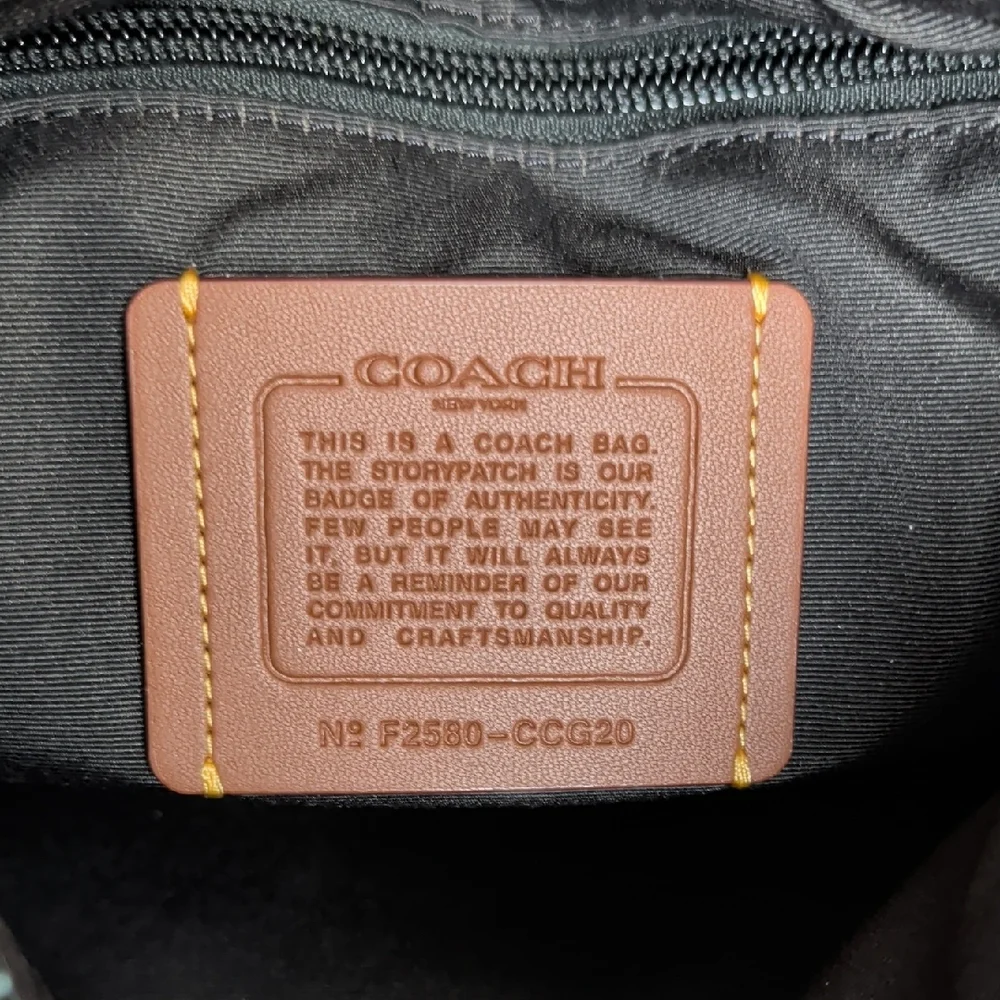 COACH
NEW YORK
THIS IS A COACH BAG.
THE STORYPATCH IS OUR
BADGE OF AUTHENTICITY.
FEW PEOPLE MAY SEE
IT, BUT IT WILL ALWAYS
BE A REMINDER OF OUR
COMMITMENT TO QUALITY
AND CRAFTSMANSHIP.
Nº F2580-CCG20